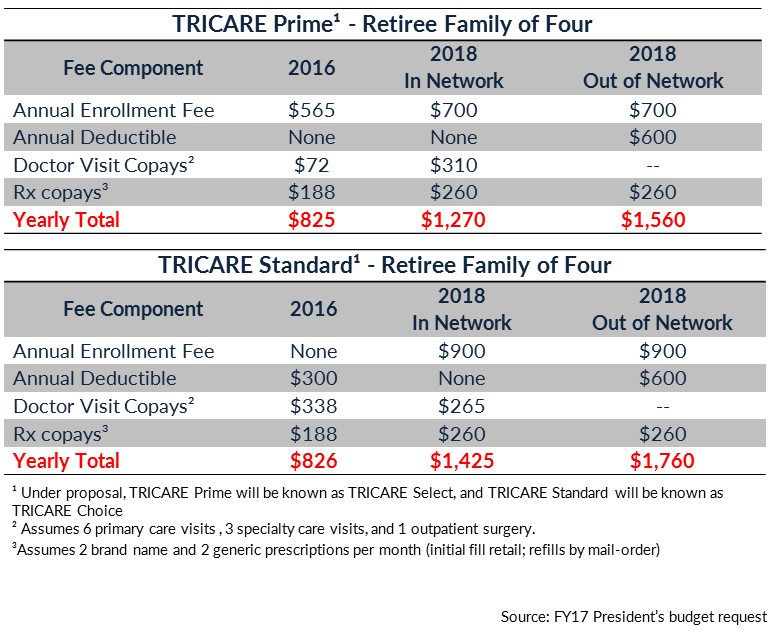 TRICARE Prime¹ - Retiree Family of Four
Fee Component 2016 2018 In Network 2018 Out of Network
Annual Enrollment Fee $565 $700 $700
Annual Deductible None None $600
Doctor Visit Copays² $72 $310 --
Rx copays³ $188 $260 $260
Yearly Total $825 $1,270 $1,560
TRICARE Standard¹ - Retiree Family of Four
Fee Component 2016 2018 In Network 2018 Out of Network
Annual Enrollment Fee None $900 $900
Annual Deductible $300 None $600
Doctor Visit Copays² $338 $265 --
Rx copays³ $188 $260 $260
Yearly Total $826 $1,425 $1,760
¹ Under proposal, TRICARE Prime will be known as TRICARE Select, and TRICARE Standard will be known as
TRICARE Choice
² Assumes 6 primary care visits , 3 specialty care visits, and 1 outpatient surgery.
³Assumes 2 brand name and 2 generic prescriptions per month (initial fill retail; refills by mail-order)
Source: FY17 President's budget request